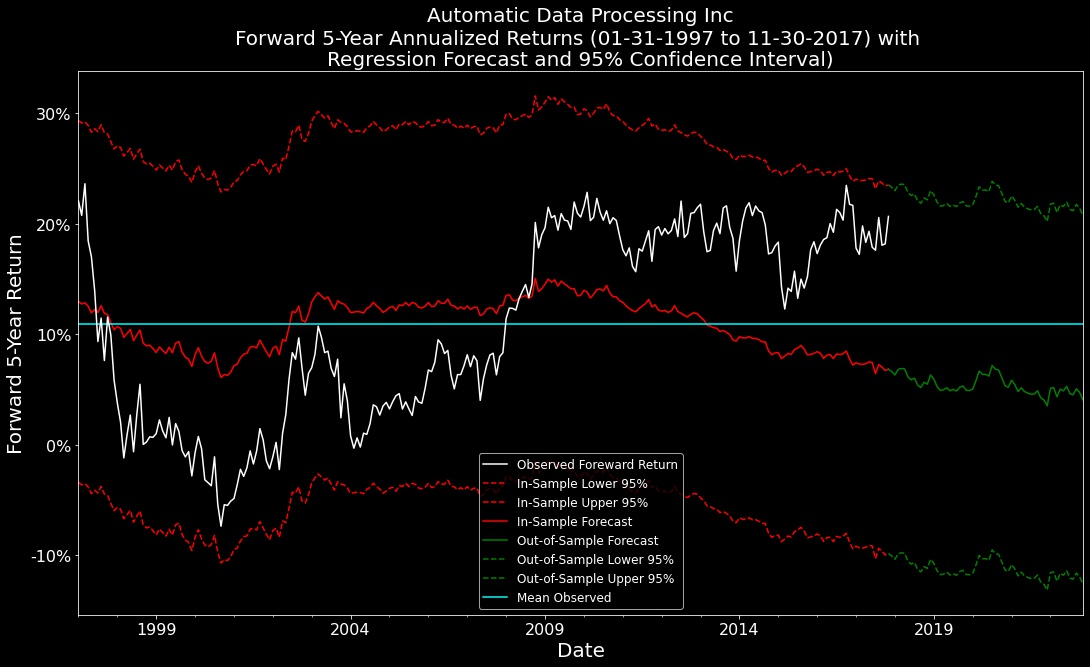 Automatic Data Processing Inc
Forward 5-Year Annualized Returns (01-31-1997 to 11-30-2017) with
Regression Forecast and 95% Confidence Interval)
Forward 5-Year Return
30%
20%
10%
0%
-10%
Observed Foreward Return
In-Sample Lower 95%
In-Sample Upper 95%
In-Sample Forecast
Out-of-Sample Forecast
Out-of-Sample Lower 95%
Out-of-Sample Upper 95%
Mean Observed
1999
2004
2009
2014
2019
Date